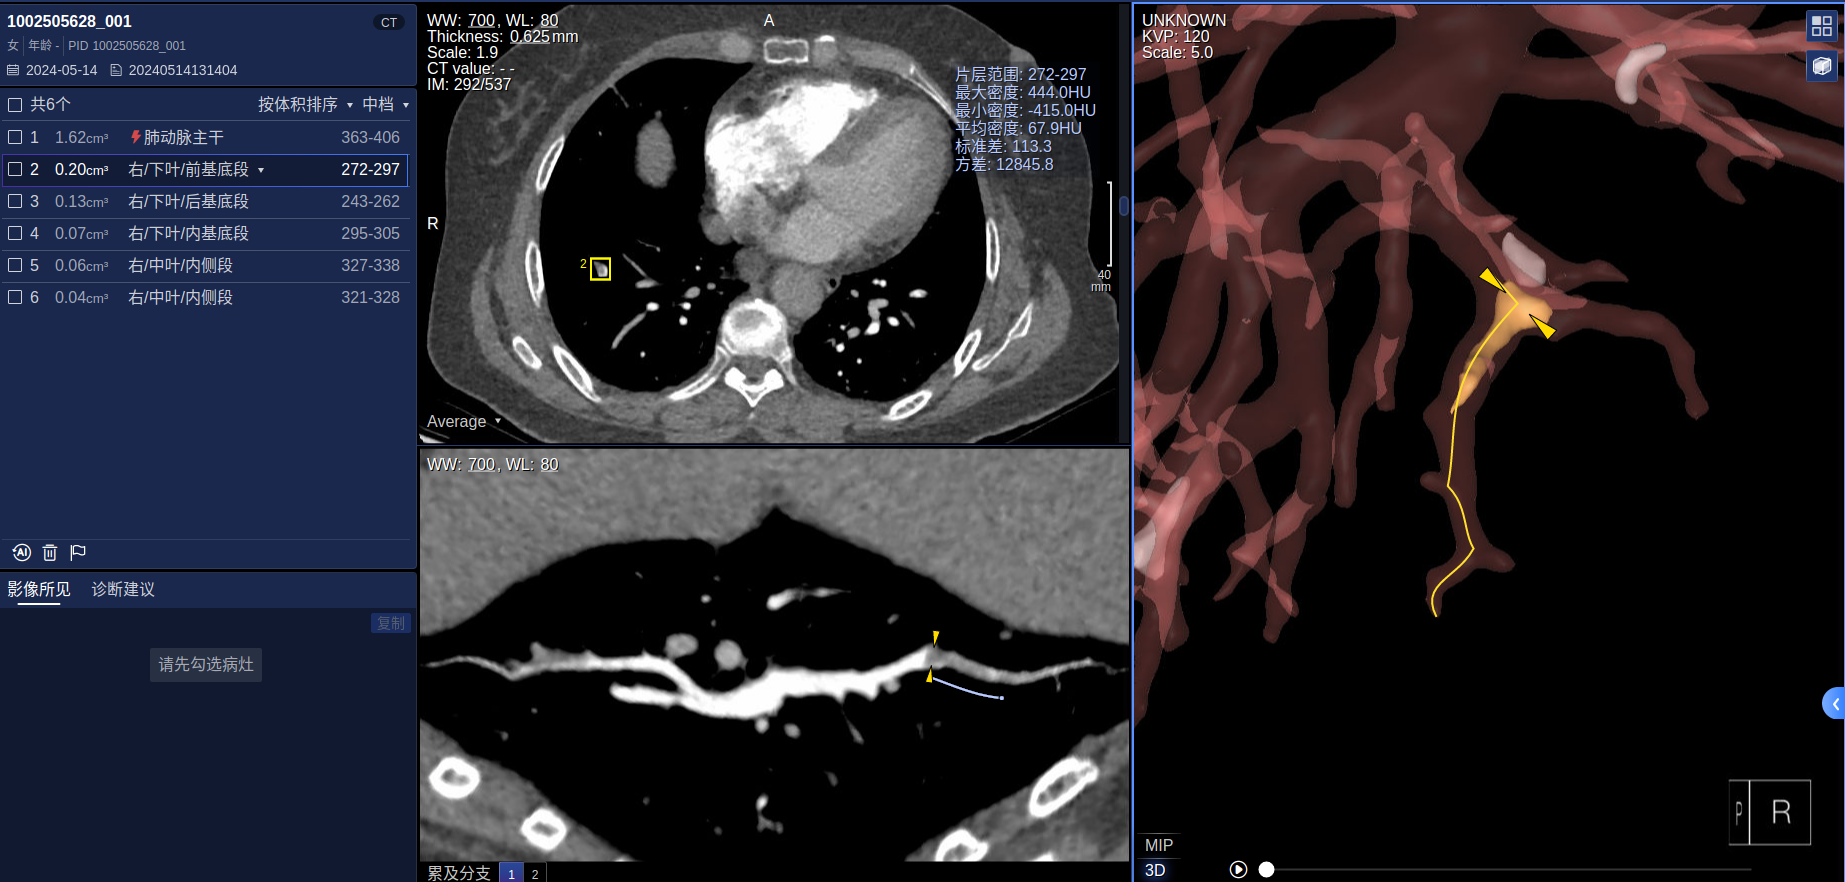 1002505628_001
CT
女 年龄 - PID 1002505628_001
2024-05-14 20240514131404
共6个 按体积排序 中档
1 1.62cm³ 肺动脉主干 363-406
2 0.20cm³ 右/下叶/前基底段 272-297
3 0.13cm³ 右/下叶/后基底段 243-262
4 0.07cm³ 右/下叶/内基底段 295-305
5 0.06cm³ 右/中叶/内侧段 327-338
6 0.04cm³ 右/中叶/内侧段 321-328
AI
影像所见 诊断建议
复制
请先勾选病灶
WW: 700, WL: 80
Thickness: 0.625mm
Scale: 1.9
CT value: - -
IM: 292/537
A
R
片层范围: 272-297
最大密度: 444.0HU
最小密度: -415.0HU
平均密度: 67.9HU
标准差: 113.3
方差: 12845.8
2
40
mm
Average
WW: 700, WL: 80
累及分支 1 2
UNKNOWN
KVP: 120
Scale: 5.0
P R
MIP
3D